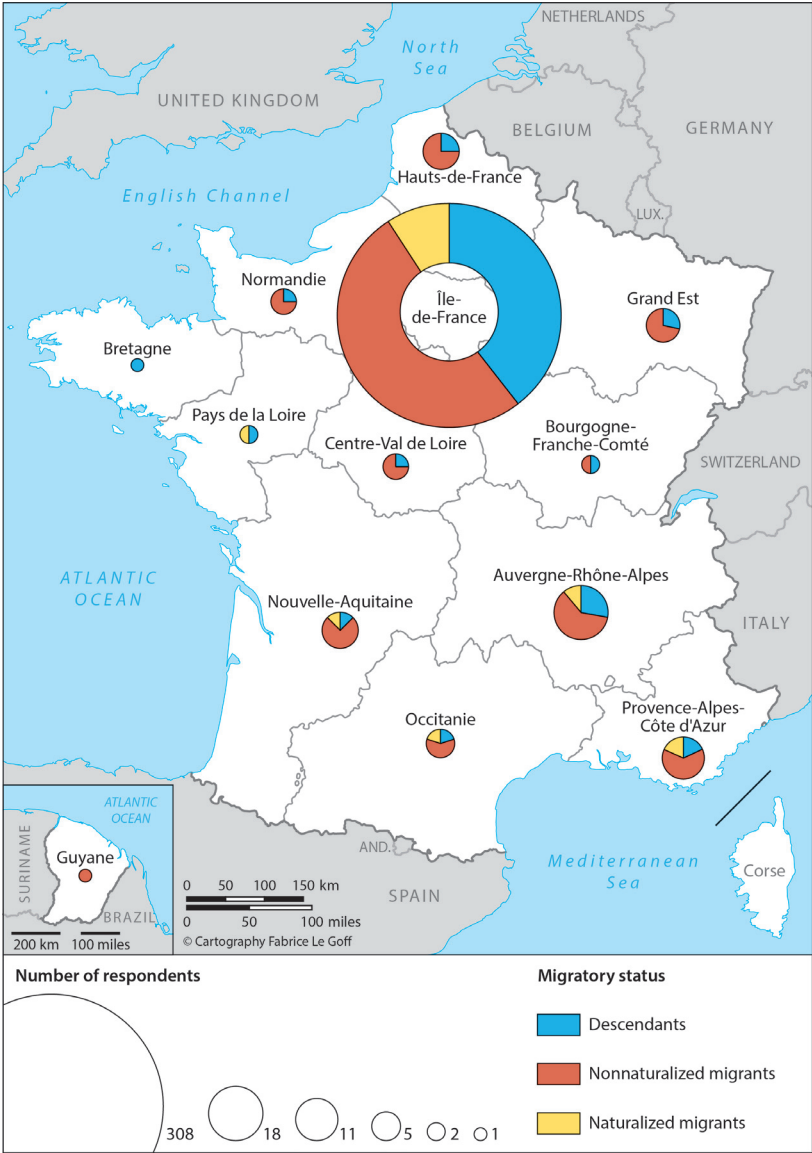 NETHERLANDS
North
Sea
UNITED KINGDOM
BELGIUM
GERMANY
Hauts-de-France
English Channel
LUX.
Normandie
Île-
de-France
Grand Est
Bretagne
Pays de la Loire
Centre-Val de Loire
Bourgogne-
Franche-Comté
SWITZERLAND
ATLANTIC
OCEAN
Auvergne-Rhône-Alpes
Nouvelle-Aquitaine
ITALY
Occitanie
Provence-Alpes-
Côte d'Azur
ATLANTIC
OCEAN
SURINAME
Guyane
BRAZIL
200 km 100 miles
AND.
SPAIN
Mediterranean
Sea
Corse
0 50 100 150 km
0 50 100 miles
© Cartography Fabrice Le Goff
Number of respondents
308 18 11 5 2 1
Migratory status
Descendants
Nonnaturalized migrants
Naturalized migrants